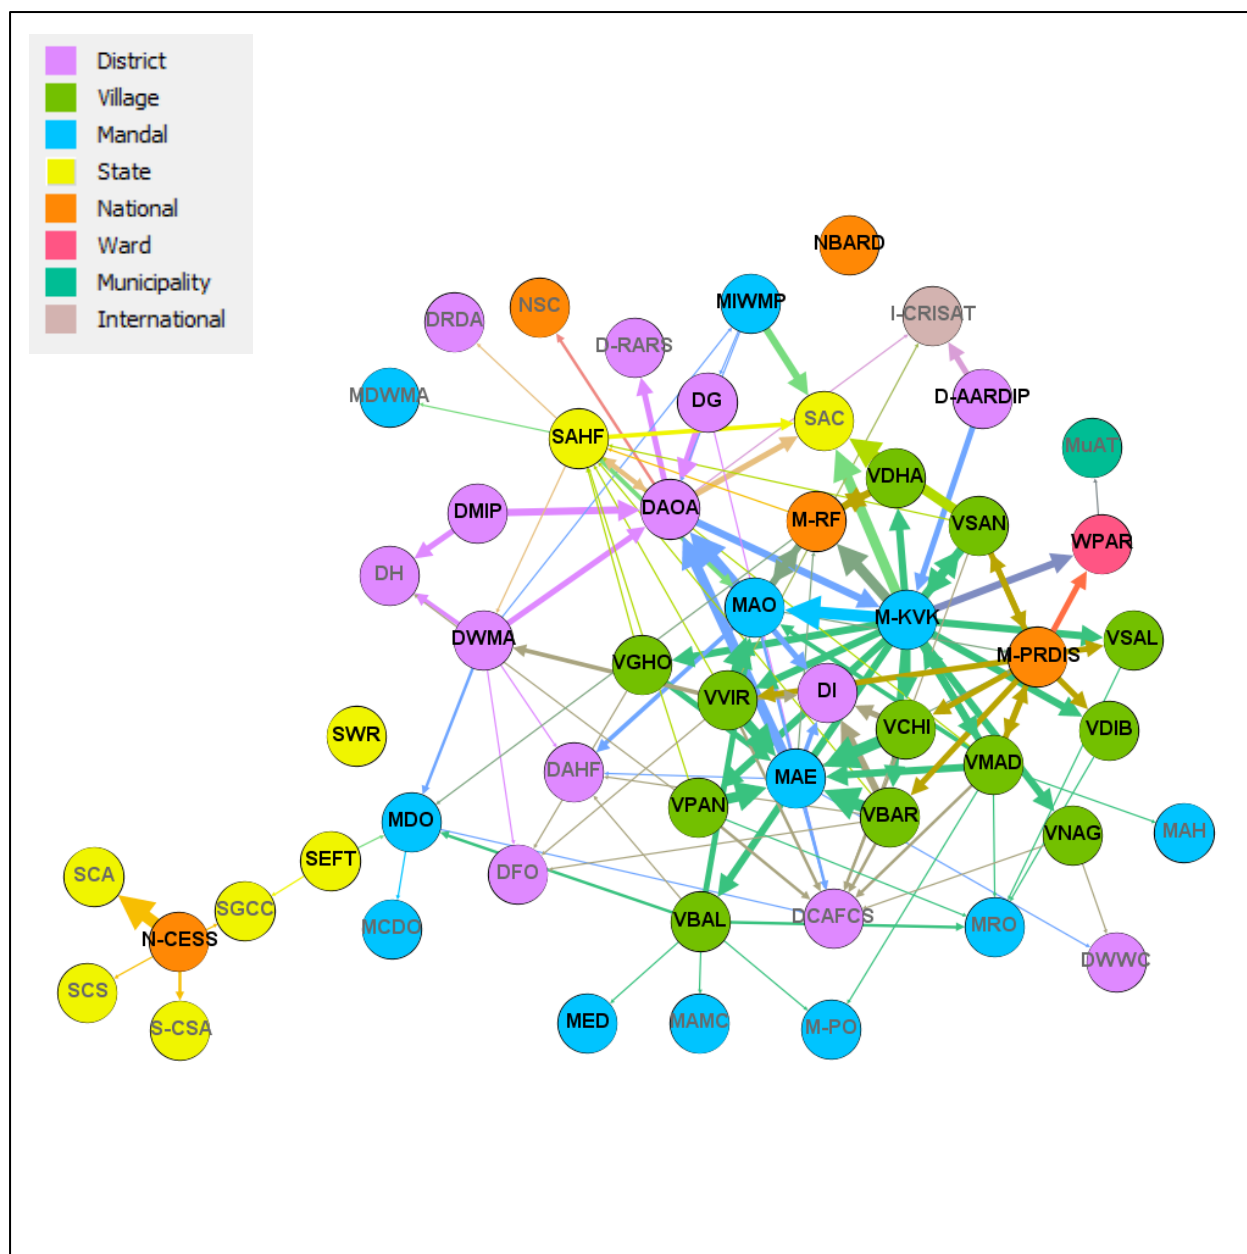 District
Village
Mandal
State
National
Ward
Municipality
International
NBARD
NSC
MIWMP
I-CRISAT
DRDA
D-RARS
MDWMA
DG
D-AARDIP
SAC
SAHF
MuAT
VDHA
DMIP
DAOA
M-RF
VSAN
WPAR
DH
MAO
M-KVK
DWMA
VGHO
M-PRDIS
VSAL
VVIR
DI
VCHI
VDIB
SWR
DAHF
MAE
VMAD
VPAN
VBAR
MDO
VNAG
MAH
SEFT
DFO
SCA
SGCC
N-CESS
MCDO
VBAL
DCAFCS
MRO
DWWC
SCS
S-CSA
MED
MAMC
M-PO